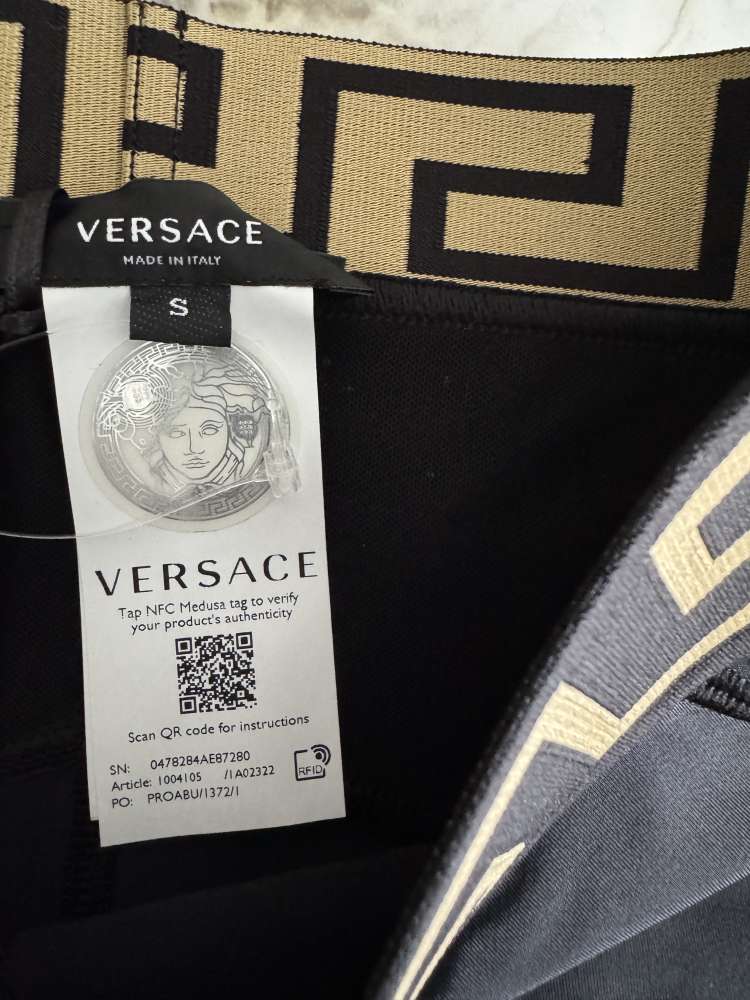 VERSACE
MADE IN ITALY
S
VERSACE
Tap NFC Medusa tag to verify
your product's authenticity
Scan QR code for instructions
SN: 0478284AE87280
Article: 1004105 /1A02322
PO: PROABU/1372/1
RFID